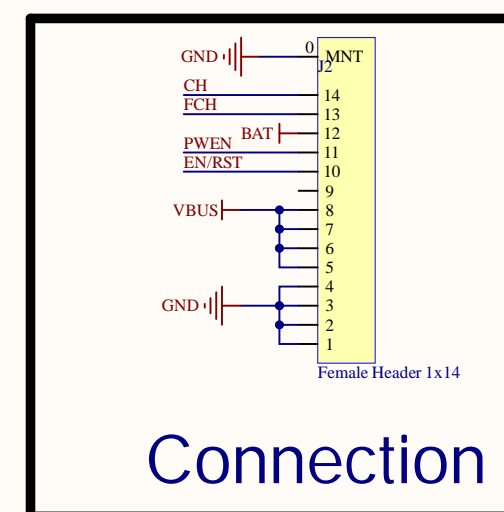 0
GND MNT
J2
CH 14
FCH 13
BAT 12
PWEN 11
EN/RST 10
9
VBUS 8
7
6
5
4
GND 3
2
1
Female Header 1x14
Connection